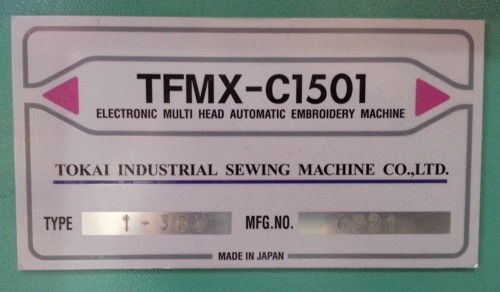 TFMX-C1501
ELECTRONIC MULTI HEAD AUTOMATIC EMBROIDERY MACHINE
TOKAI INDUSTRIAL SEWING MACHINE CO.,LTD.
TYPE MFG.NO.
MADE IN JAPAN